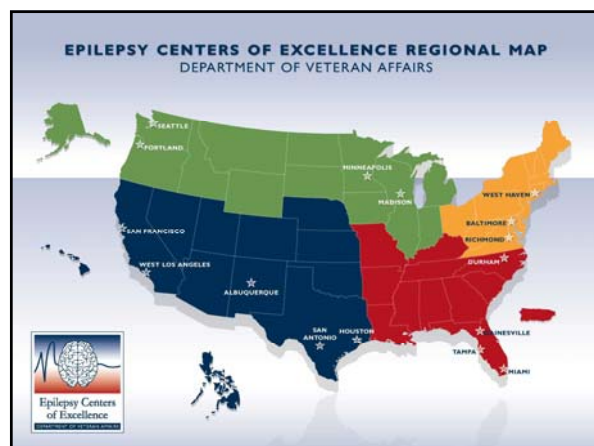 EPILEPSY CENTERS OF EXCELLENCE REGIONAL MAP
DEPARTMENT OF VETERAN AFFAIRS
SEATTLE
PORTLAND
MINNEAPOLIS
MADISON
WEST HAVEN
BALTIMORE
RICHMOND
SAN FRANCISCO
DURHAM
WEST LOS ANGELES
ALBUQUERQUE
SAN
ANTONIO
HOUSTON
GAINESVILLE
TAMPA
MIAMI
Epilepsy Centers
of Excellence
DEPARTMENT OF VETERAN AFFAIRS